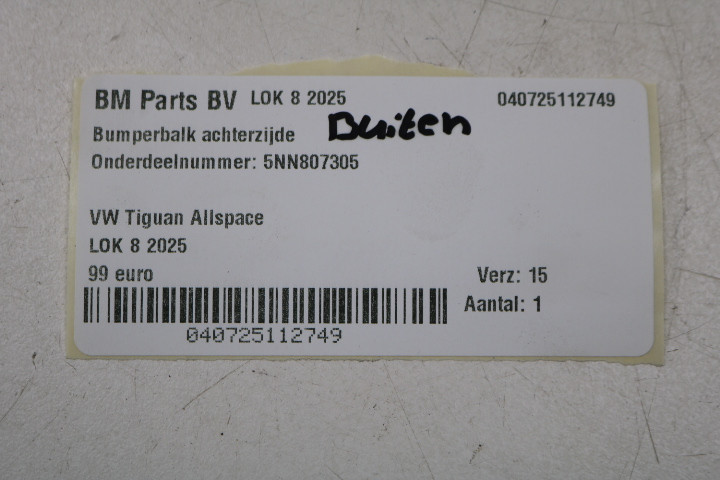 BM Parts BV LOK 8 2025 040725112749
Bumperbalk achterzijde Buiten
Onderdeelnummer: 5NN807305
VW Tiguan Allspace
LOK 8 2025
99 euro Verz: 15
Aantal: 1
040725112749